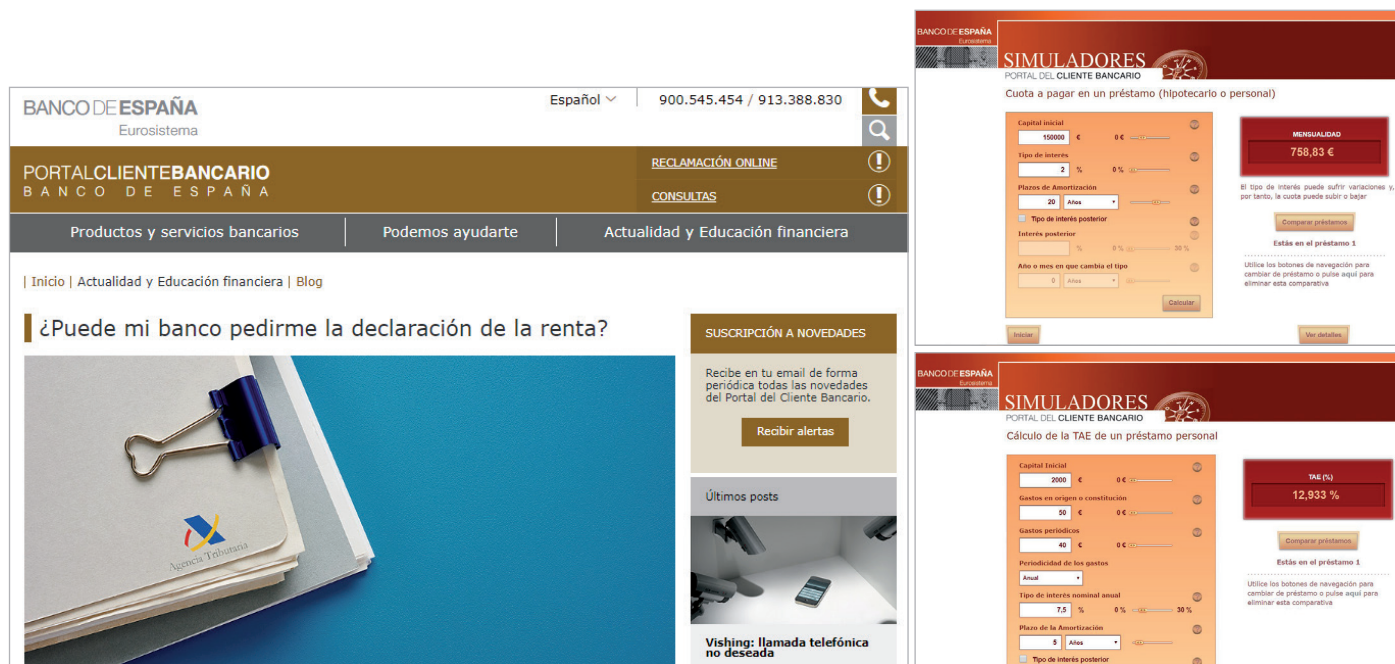 BANCO DE ESPAÑA
Eurosistema
Español
900.545.454 / 913.388.830
PORTALCLIENTEBANCARIO
BANCO DE ESPAÑA
RECLAMACIÓN ONLINE
CONSULTAS
Productos y servicios bancarios
Podemos ayudarte
Actualidad y Educación financiera
| Inicio | Actualidad y Educación financiera | Blog
¿Puede mi banco pedirme la declaración de la renta?
Agencia Tributaria
SUSCRIPCIÓN A NOVEDADES
Recibe en tu email de forma
periódica todas las novedades
del Portal del Cliente Bancario.
Recibir alertas
Últimos posts
Vishing: llamada telefónica
no deseada
BANCO DE ESPAÑA
Eurosistema
SIMULADORES
PORTAL DEL CLIENTE BANCARIO
Cuota a pagar en un préstamo (hipotecario o personal)
Capital inicial
150000 € 0 €
Tipo de interés
2 % 0 %
Plazos de Amortización
20 Años
Tipo de interés posterior
Interés posterior
% 0 % 30 %
Año o mes en que cambia el tipo
0 Años
Calcular
Iniciar
MENSUALIDAD
758,83 €
El tipo de interés puede sufrir variaciones y,
por tanto, la cuota puede subir o bajar
Comparar préstamos
Estás en el préstamo 1
Utilice los botones de navegación para
cambiar de préstamo o pulse aquí para
eliminar esta comparativa
Ver detalles
BANCO DE ESPAÑA
Eurosistema
SIMULADORES
PORTAL DEL CLIENTE BANCARIO
Cálculo de la TAE de un préstamo personal
Capital Inicial
2000 € 0 €
Gastos en origen o constitución
50 € 0 €
Gastos periódicos
40 € 0 €
Periodicidad de los gastos
Anual
Tipo de interés nominal anual
7,5 % 0 % 30 %
Plazo de la Amortización
5 Años
Tipo de interés posterior
TAE (%)
12,933 %
Comparar préstamos
Estás en el préstamo 1
Utilice los botones de navegación para
cambiar de préstamo o pulse aquí para
eliminar esta comparativa